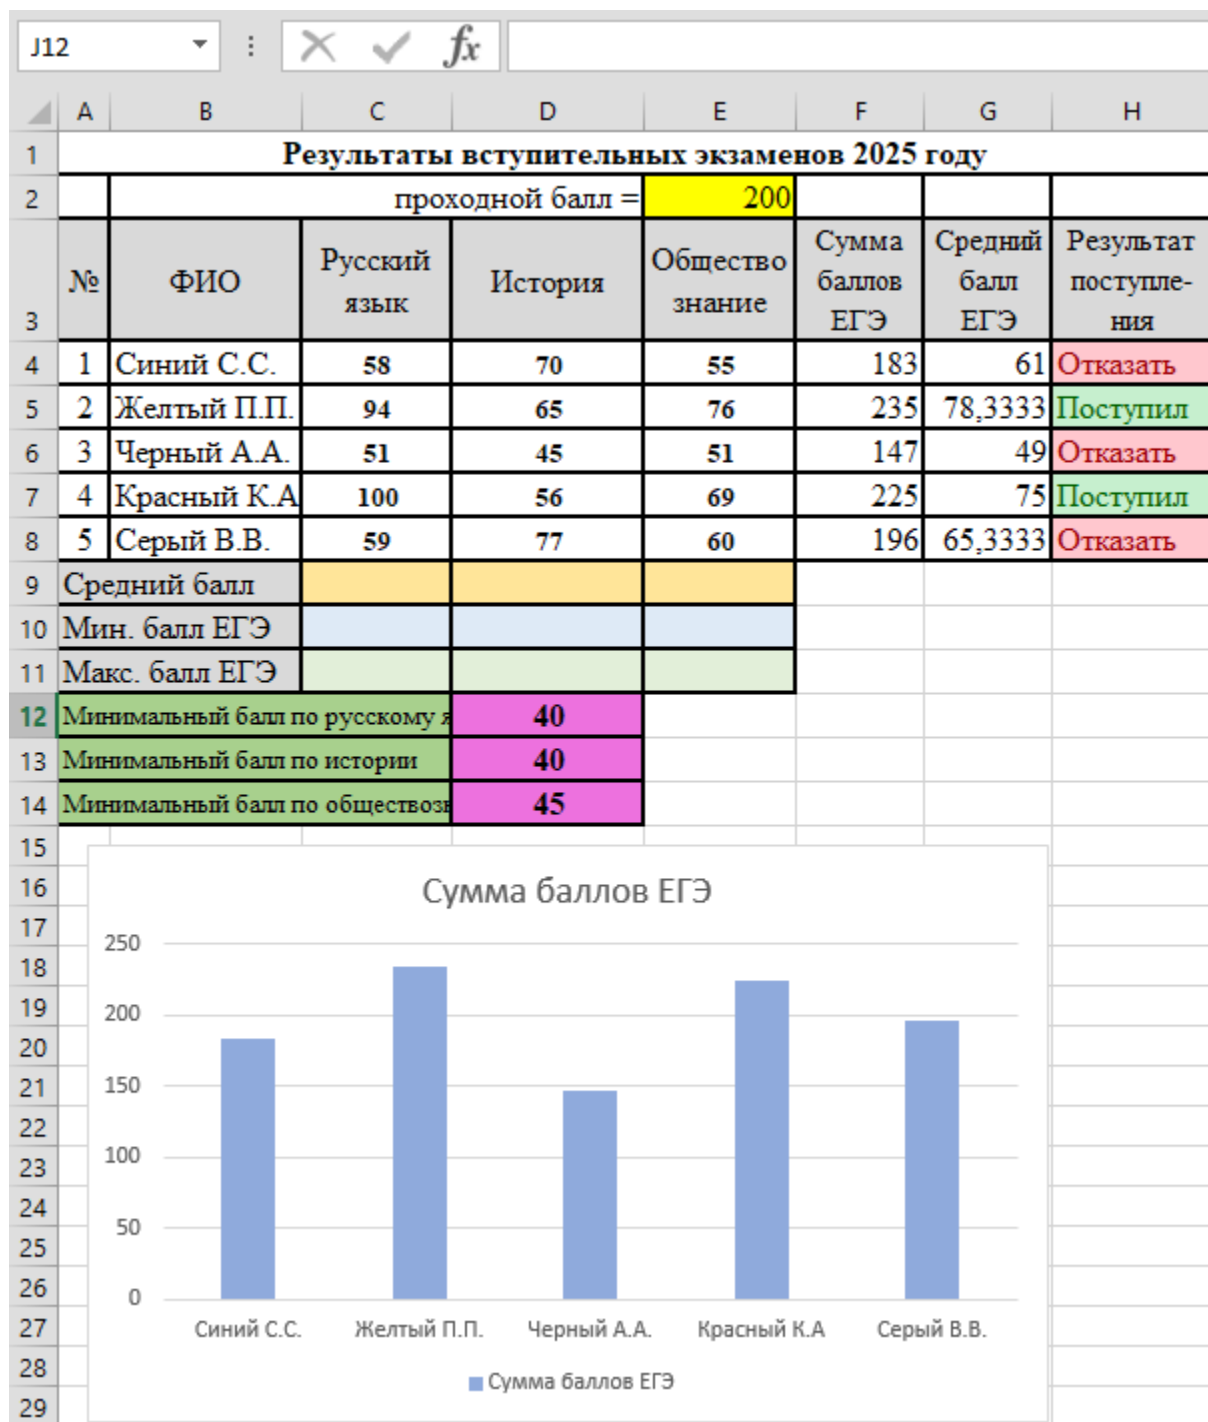 J12 fx
A B C D E F G H
1 Результаты вступительных экзаменов 2025 году
2 проходной балл = 200
3 № ФИО Русский язык История Общество знание Сумма баллов ЕГЭ Средний балл ЕГЭ Результат поступле- ния
4 1 Синий С.С. 58 70 55 183 61 Отказать
5 2 Желтый П.П. 94 65 76 235 78,3333 Поступил
6 3 Черный А.А. 51 45 51 147 49 Отказать
7 4 Красный К.А 100 56 69 225 75 Поступил
8 5 Серый В.В. 59 77 60 196 65,3333 Отказать
9 Средний балл
10 Мин. балл ЕГЭ
11 Макс. балл ЕГЭ
12 Минимальный балл по русскому я 40
13 Минимальный балл по истории 40
14 Минимальный балл по обществозн 45
15
16
17
18
19
20
21
22
23
24
25
26
27
28
29
Сумма баллов ЕГЭ
250
200
150
100
50
0
Синий С.С. Желтый П.П. Черный А.А. Красный К.А Серый В.В.
Сумма баллов ЕГЭ